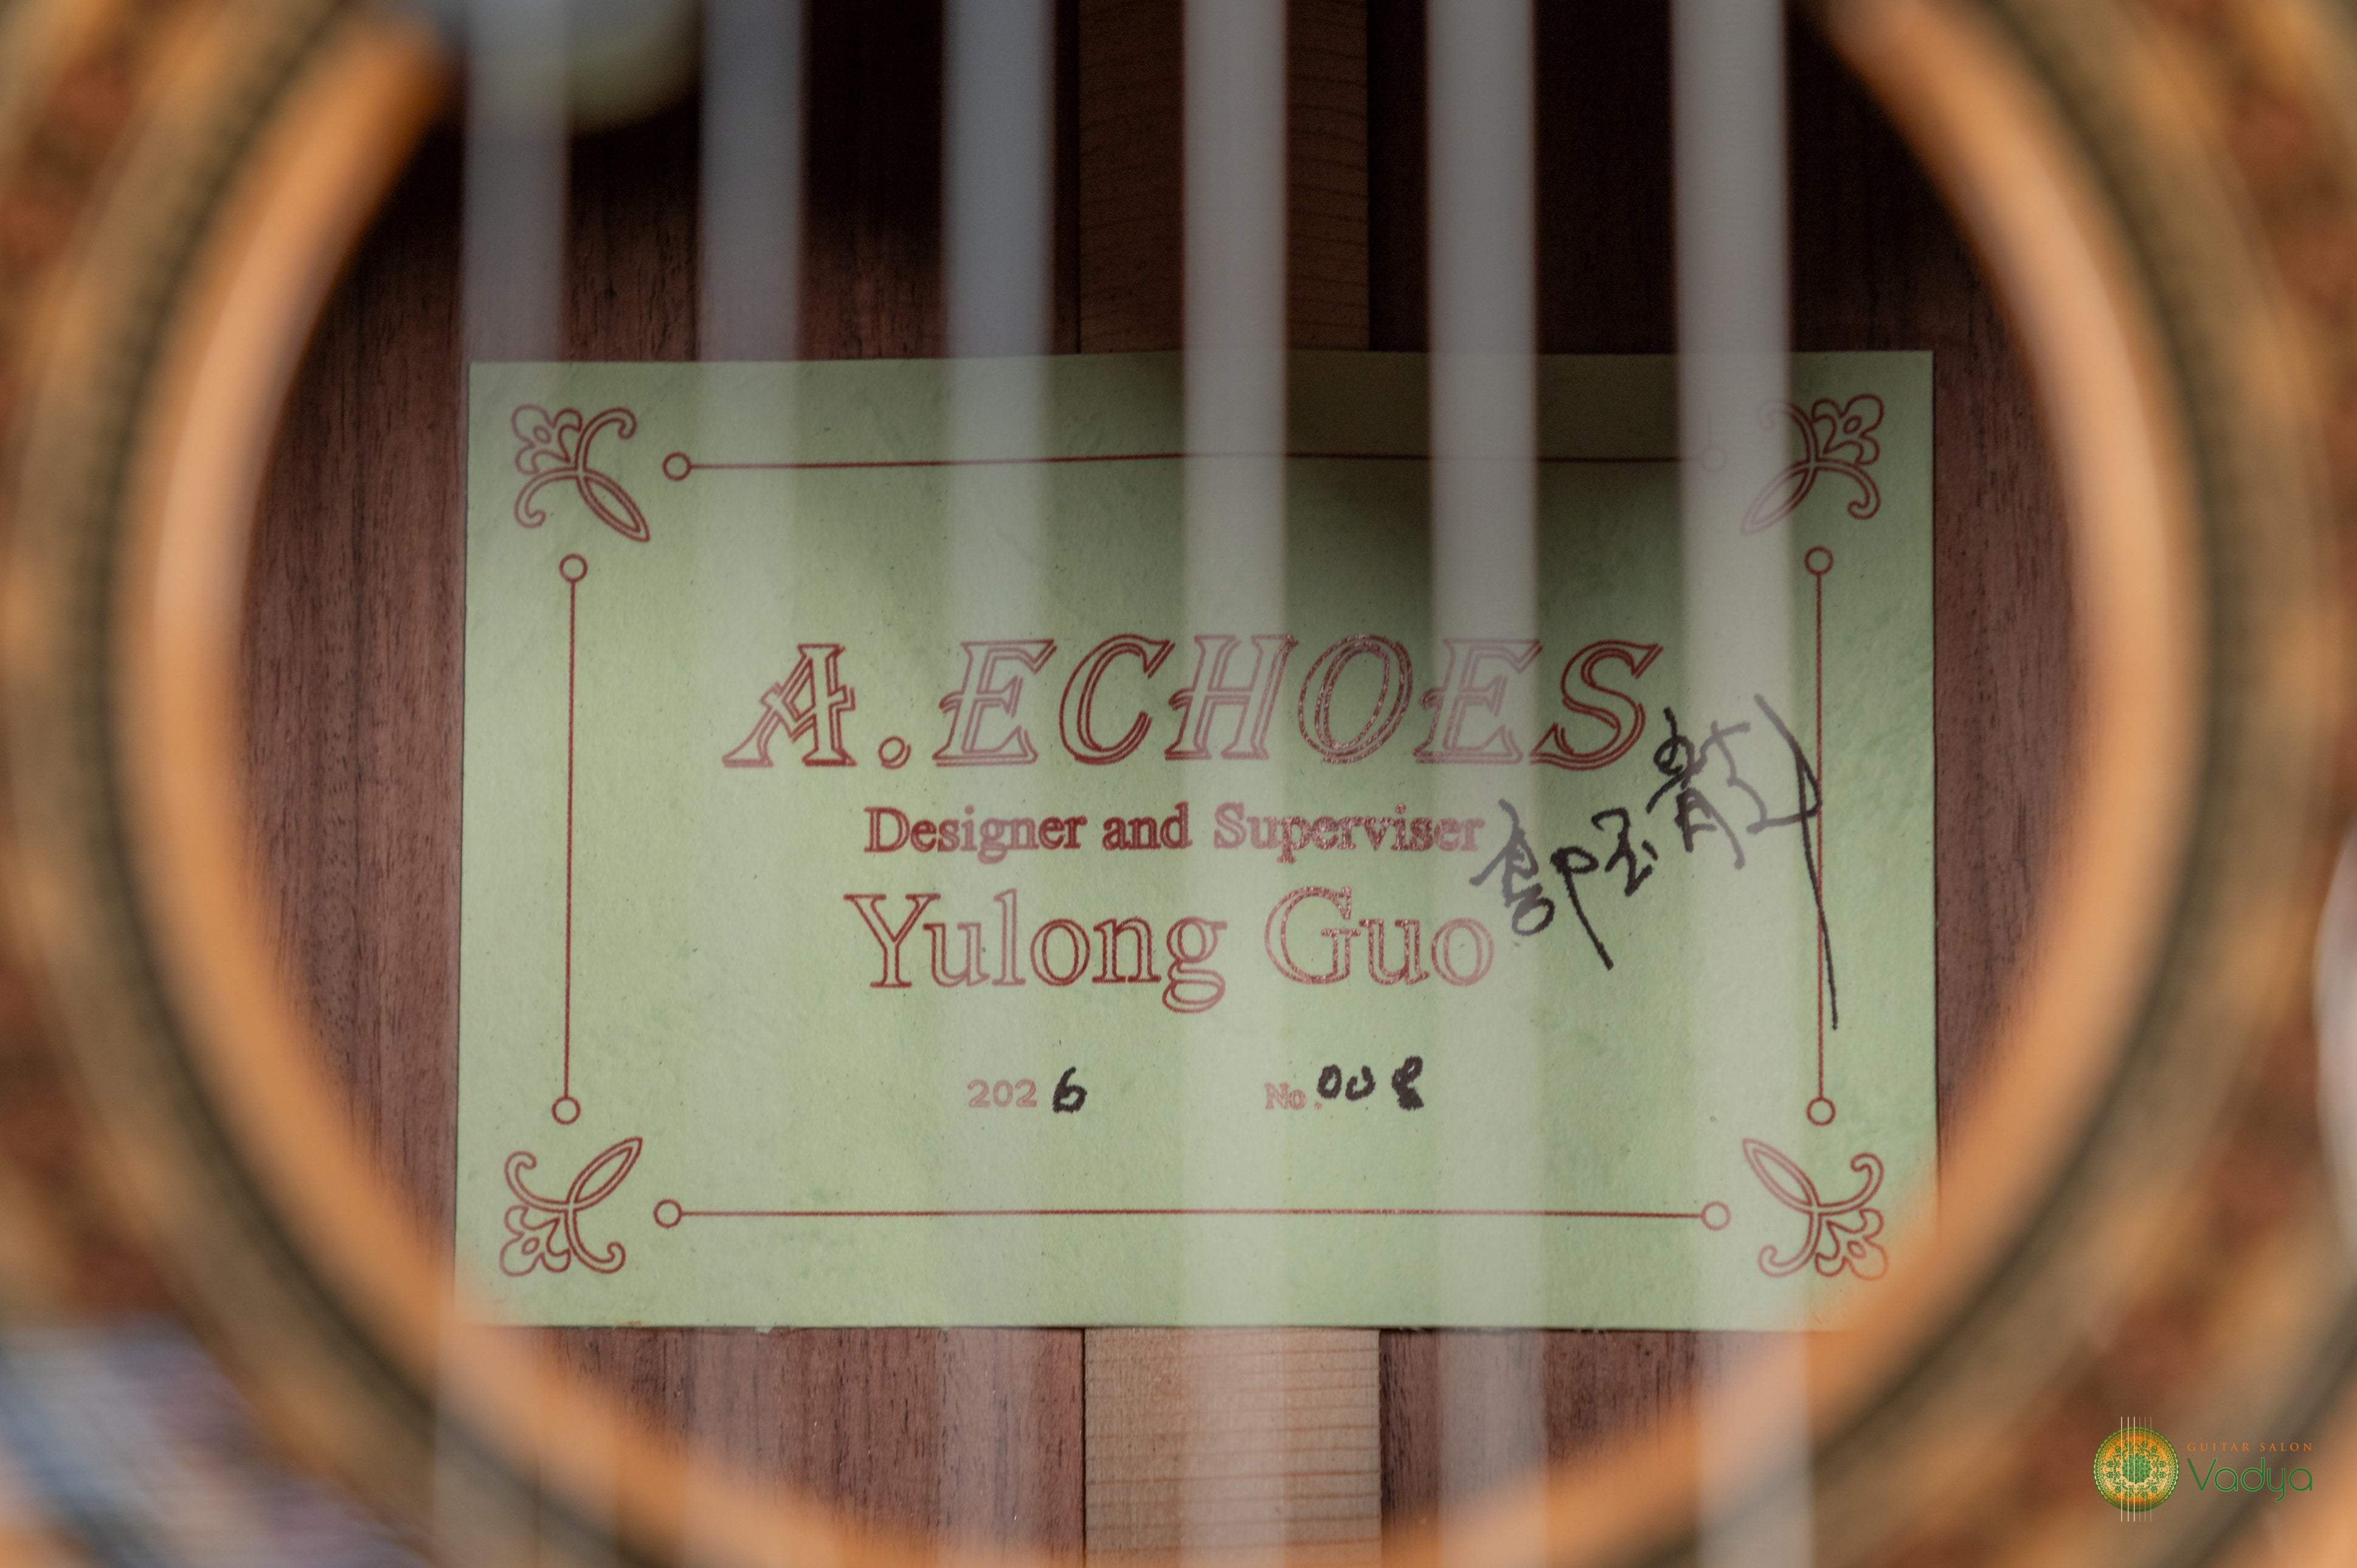 A.ECHOES
Designer and Superviser
Yulong Guo
2026 No.008
GUITAR SALON
Vadya